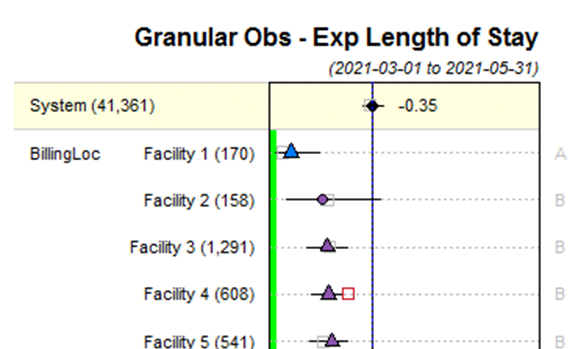 Granular Obs - Exp Length of Stay
(2021-03-01 to 2021-05-31)
System (41,361) -0.35
BillingLoc Facility 1 (170) A
Facility 2 (158) B
Facility 3 (1,291) B
Facility 4 (608) B
Facility 5 (541) B